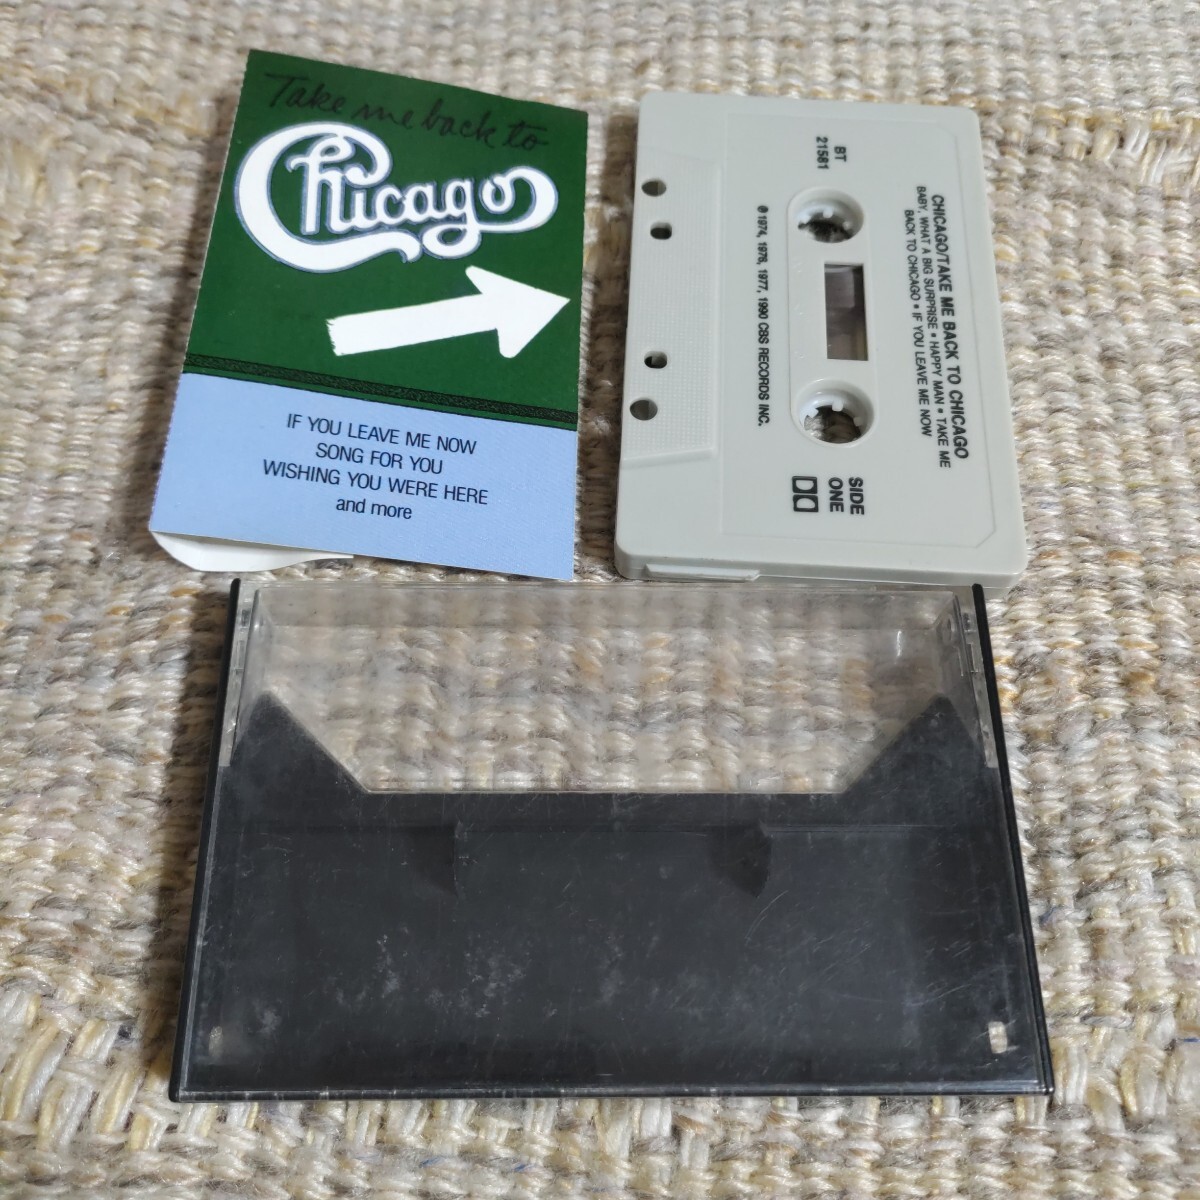 Take me back to
Chicago
IF YOU LEAVE ME NOW
SONG FOR YOU
WISHING YOU WERE HERE
and more
CHICAGO/TAKE ME BACK TO CHICAGO
BABY, WHAT A BIG SURPRISE • HAPPY MAN • TAKE ME
BACK TO CHICAGO • IF YOU LEAVE ME NOW
BT
21581
SIDE
ONE
℗ 1974, 1976, 1977, 1990 CBS RECORDS INC.